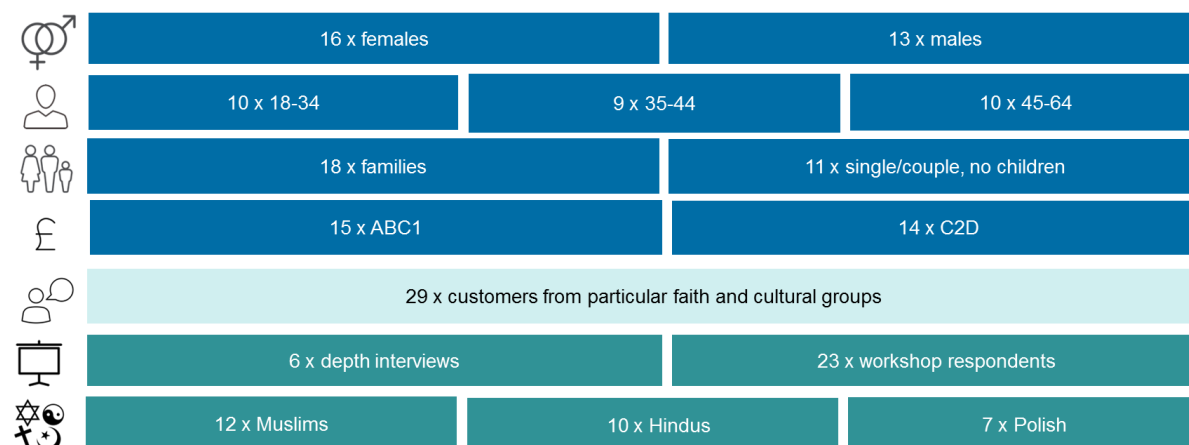 16 x females
13 x males
10 x 18-34
9 x 35-44
10 x 45-64
18 x families
11 x single/couple, no children
£
15 x ABC1
14 x C2D
29 x customers from particular faith and cultural groups
6 x depth interviews
23 x workshop respondents
12 x Muslims
10 x Hindus
7 x Polish